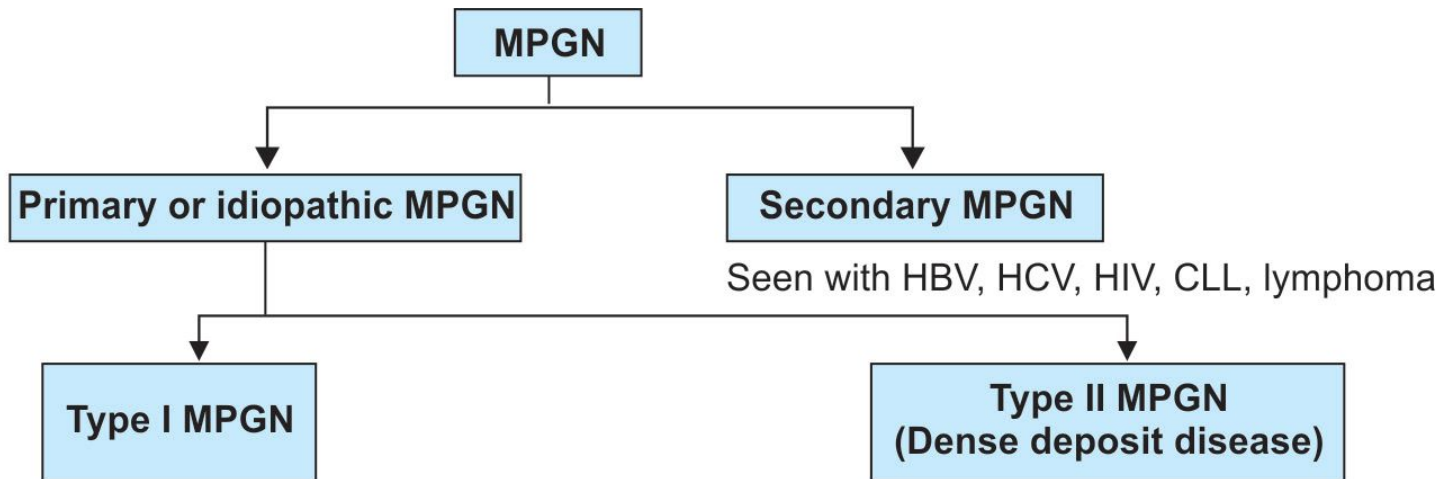 MPGN
Primary or idiopathic MPGN
Secondary MPGN
Seen with HBV, HCV, HIV, CLL, lymphoma
Type I MPGN
Type II MPGN
(Dense deposit disease)